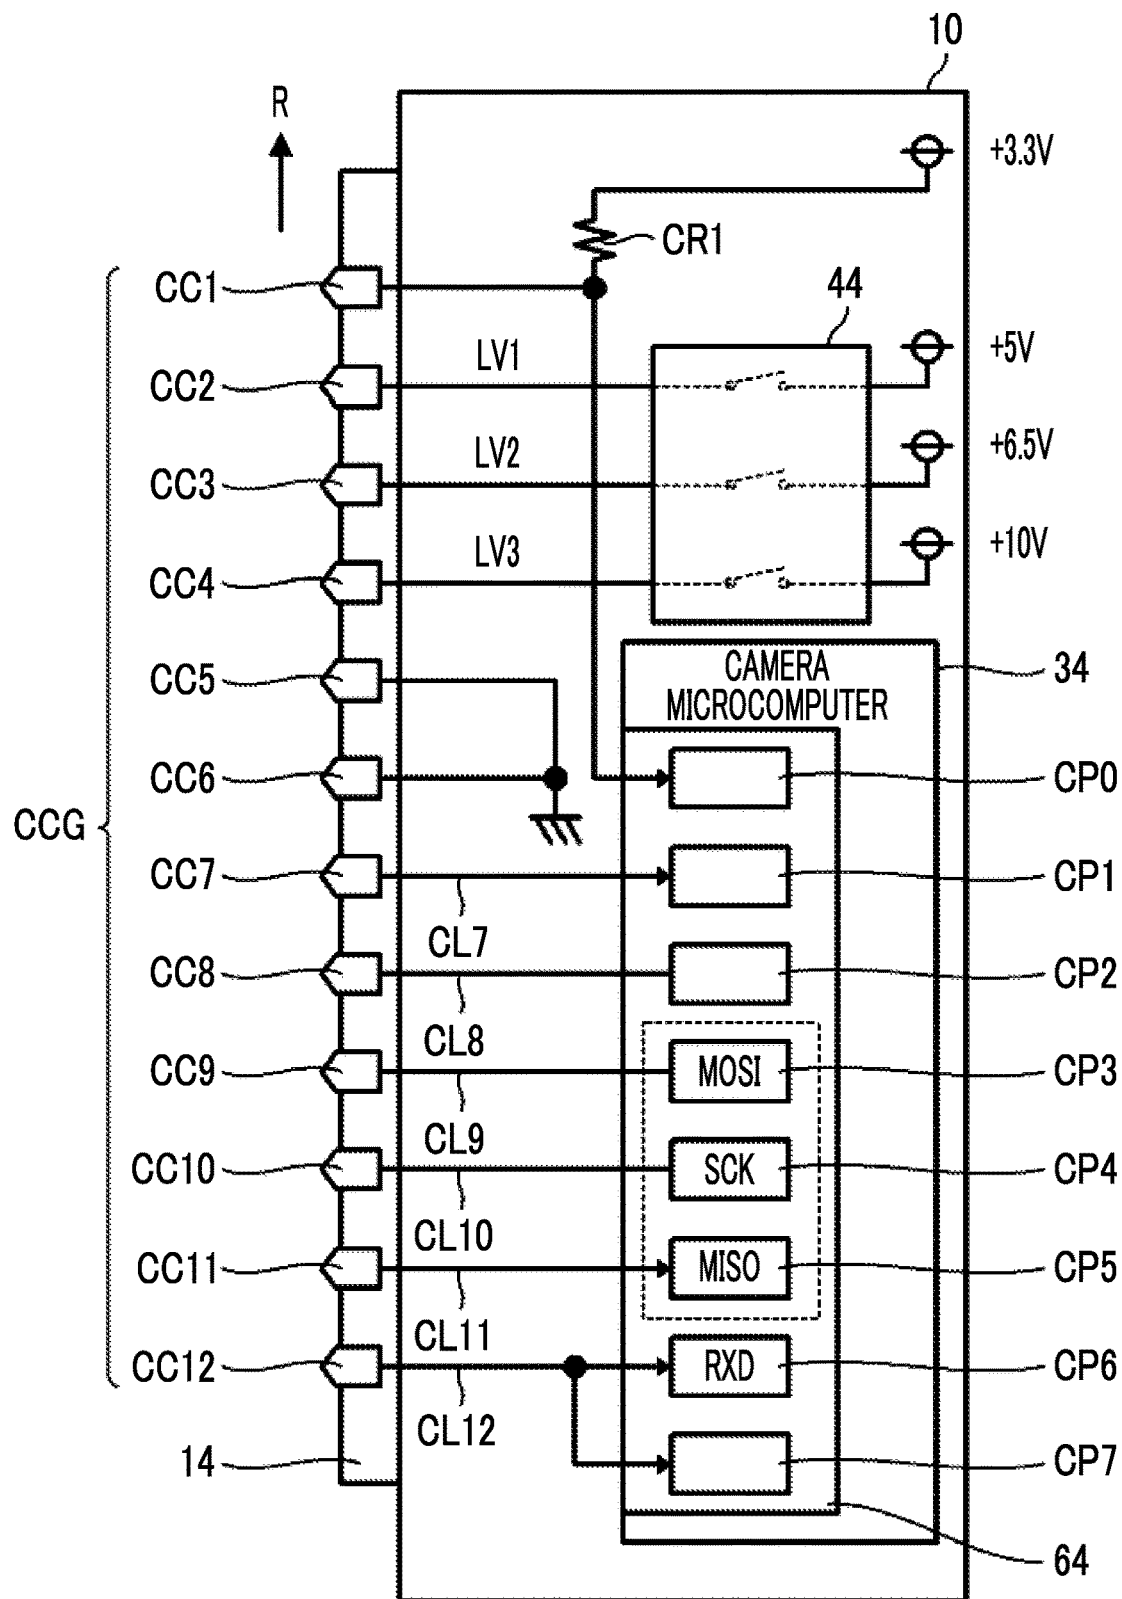 10
R
+3.3V
CR1
CC1
44
LV1
+5V
CC2
LV2
+6.5V
CC3
LV3
+10V
CC4
CC5
CAMERA
MICROCOMPUTER
34
CC6
CP0
CCG
CC7
CP1
CL7
CC8
CP2
CL8
CC9
MOSI
CP3
CL9
CC10
SCK
CP4
CL10
CC11
MISO
CP5
CL11
CC12
RXD
CP6
CL12
14
CP7
64